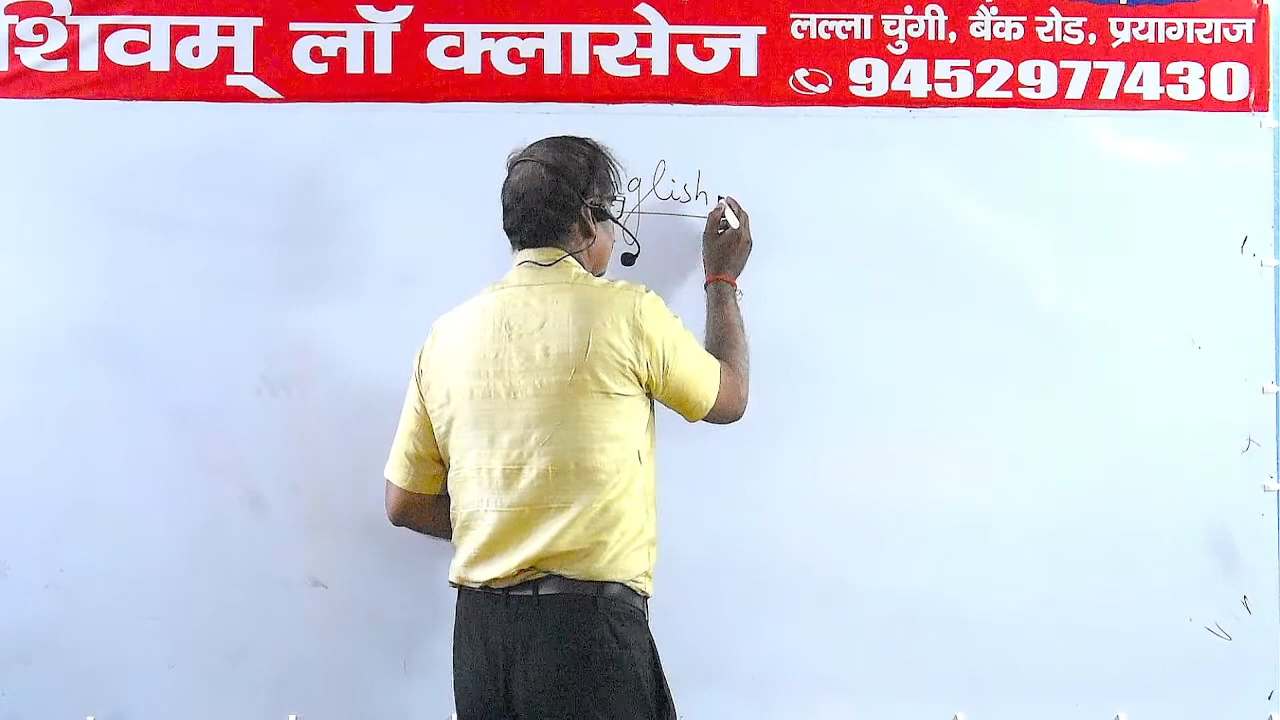 शिवम् लॉ क्लासेज
लल्ला चुंगी, बैंक रोड, प्रयागराज
9452977430
glish